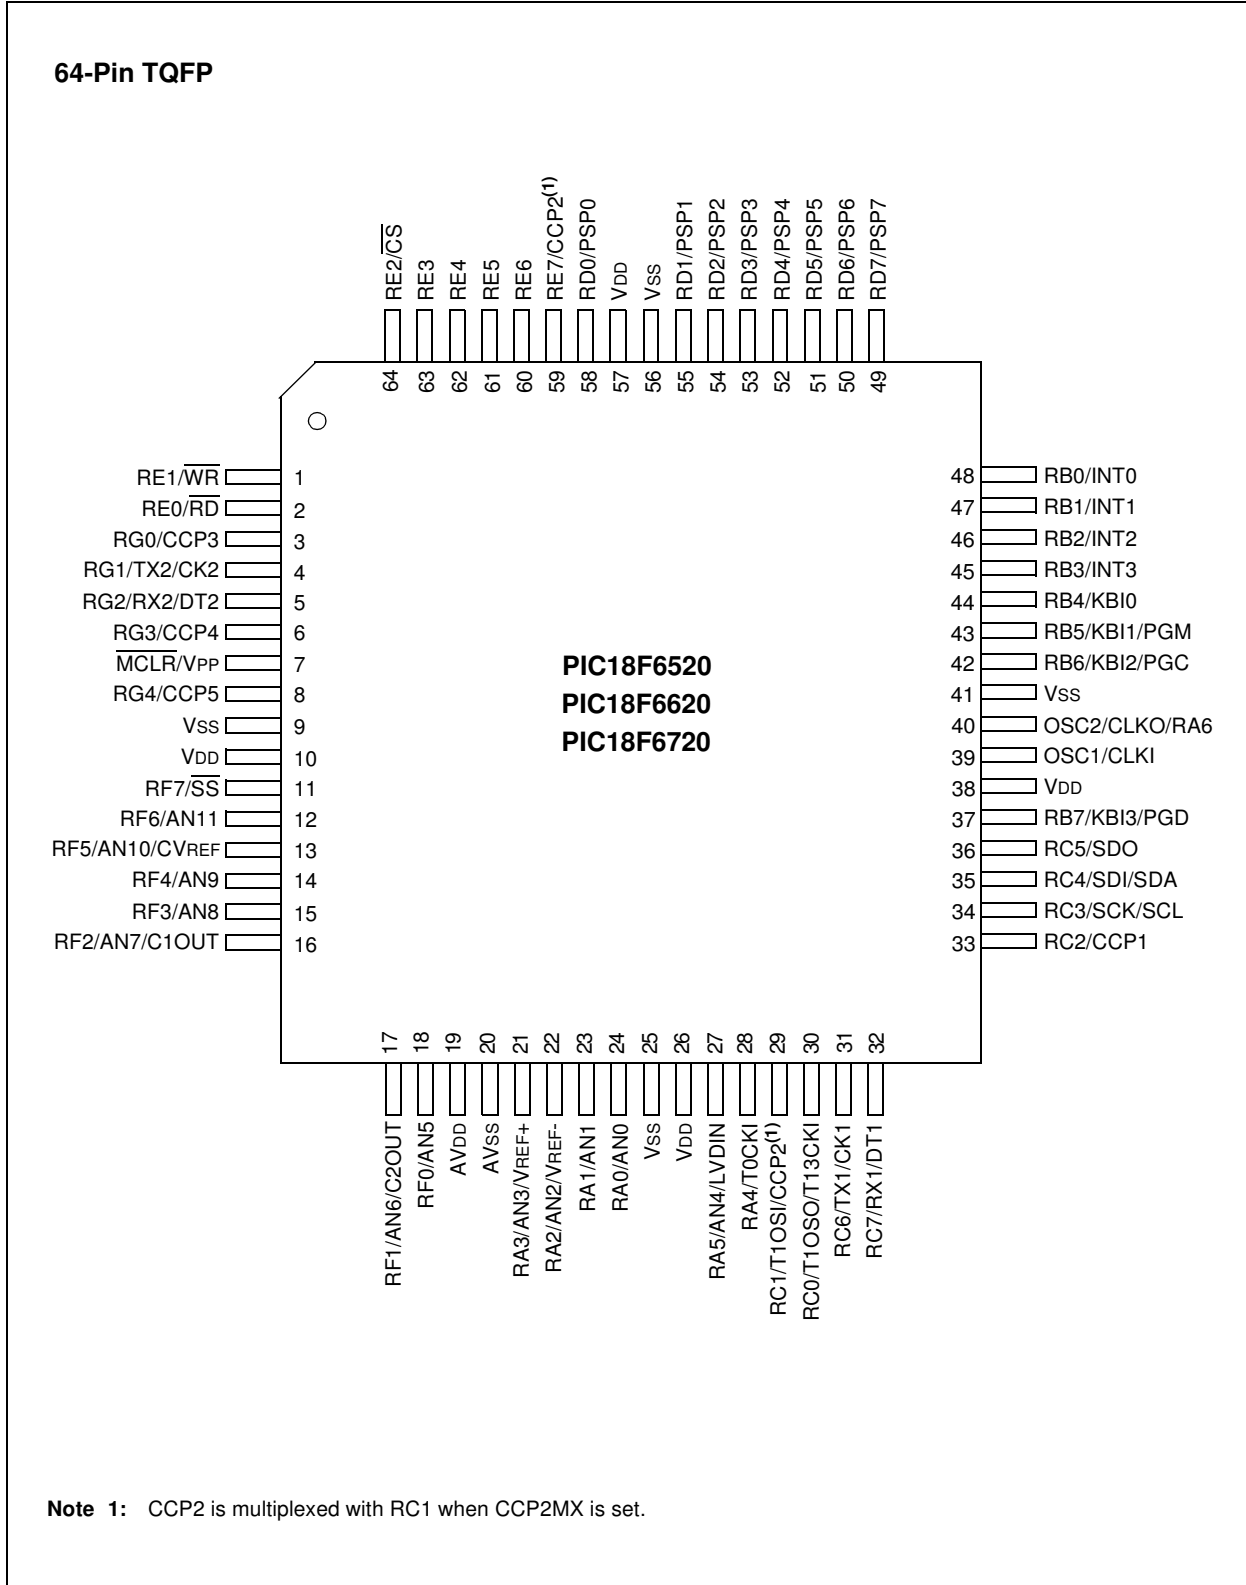 64-Pin TQFP
RE2/CS
RE3
RE4
RE5
RE6
RE7/CCP2(1)
RD0/PSP0
VDD
VSS
RD1/PSP1
RD2/PSP2
RD3/PSP3
RD4/PSP4
RD5/PSP5
RD6/PSP6
RD7/PSP7
64
63
62
61
60
59
58
57
56
55
54
53
52
51
50
49
RE1/WR 1
RE0/RD 2
RG0/CCP3 3
RG1/TX2/CK2 4
RG2/RX2/DT2 5
RG3/CCP4 6
MCLR/VPP 7
RG4/CCP5 8
VSS 9
VDD 10
RF7/SS 11
RF6/AN11 12
RF5/AN10/CVREF 13
RF4/AN9 14
RF3/AN8 15
RF2/AN7/C1OUT 16
PIC18F6520
PIC18F6620
PIC18F6720
48 RB0/INT0
47 RB1/INT1
46 RB2/INT2
45 RB3/INT3
44 RB4/KBI0
43 RB5/KBI1/PGM
42 RB6/KBI2/PGC
41 VSS
40 OSC2/CLKO/RA6
39 OSC1/CLKI
38 VDD
37 RB7/KBI3/PGD
36 RC5/SDO
35 RC4/SDI/SDA
34 RC3/SCK/SCL
33 RC2/CCP1
17
18
19
20
21
22
23
24
25
26
27
28
29
30
31
32
RF1/AN6/C2OUT
RF0/AN5
AVDD
AVSS
RA3/AN3/VREF+
RA2/AN2/VREF-
RA1/AN1
RA0/AN0
VSS
VDD
RA5/AN4/LVDIN
RA4/T0CKI
RC1/T1OSI/CCP2(1)
RC0/T1OSO/T13CKI
RC6/TX1/CK1
RC7/RX1/DT1
Note 1: CCP2 is multiplexed with RC1 when CCP2MX is set.